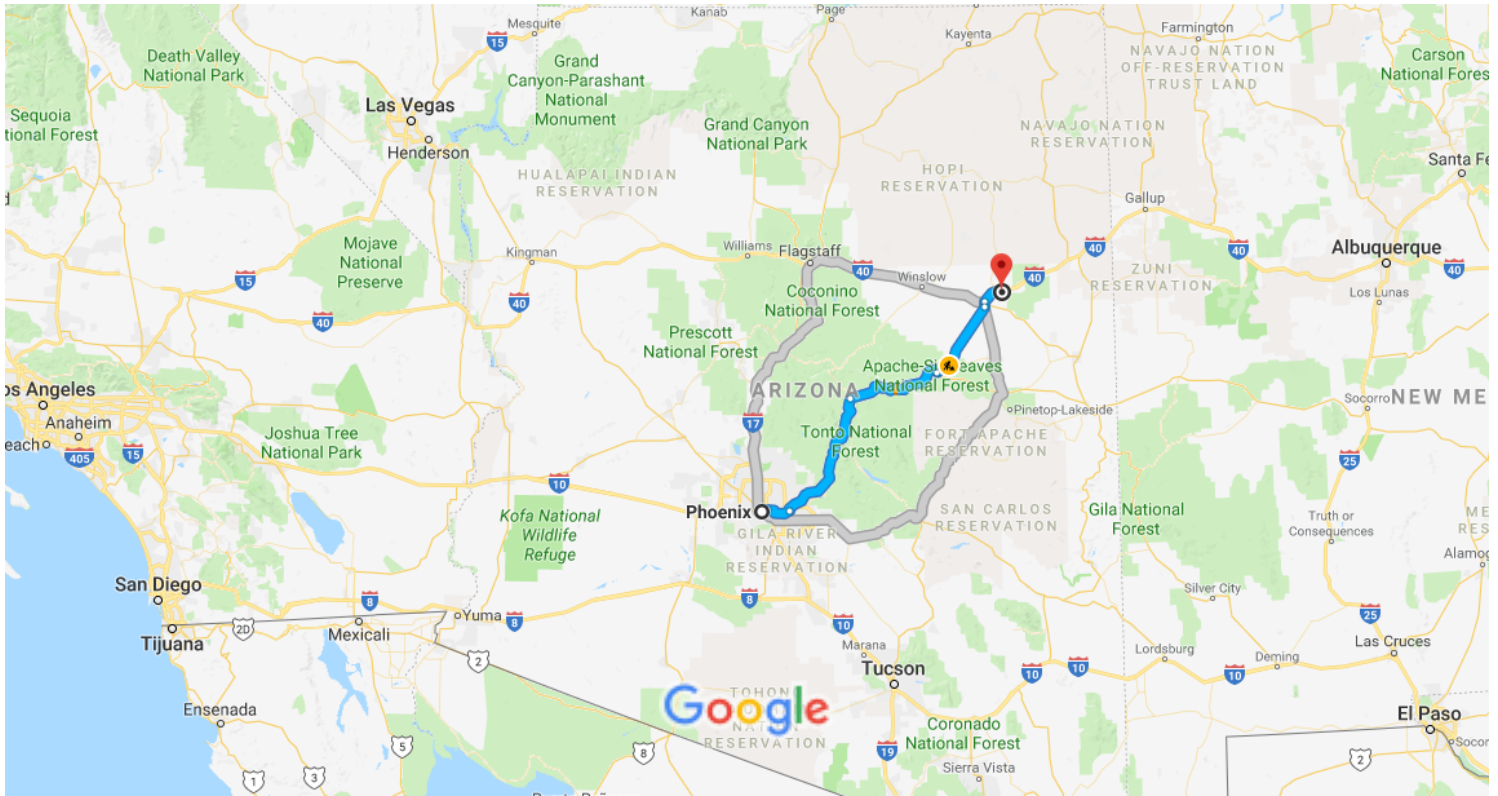 Mesquite
Kanab
Page
Farmington
Kayenta
15
Death Valley
National Park
Grand
Canyon-Parashant
National
Monument
NAVAJO NATION
OFF-RESERVATION
TRUST LAND
Carson
National Fores
Las Vegas
Henderson
Sequoia
tional Forest
Grand Canyon
National Park
NAVAJO NATION
RESERVATION
HUALAPAI INDIAN
RESERVATION
HOPI
RESERVATION
Santa Fe
Gallup
Mojave
National
Preserve
Kingman
Williams
Flagstaff
40
Winslow
40
40
40
ZUNI
RESERVATION
Albuquerque
40
Los Lunas
15
40
40
Coconino
National Forest
Prescott
National Forest
Apache-Si eaves
National Forest
ARIZONA
os Angeles
Anaheim
each
405
15
Joshua Tree
National Park
17
Pinetop-Lakeside
Socorro
NEW ME
Tonto National
Forest
FORT APACHE
RESERVATION
25
10
Phoenix
Kofa National
Wildlife
Refuge
GILA RIVER
INDIAN
RESERVATION
SAN CARLOS
RESERVATION
Gila National
Forest
Truth or
Consequences
ME
RES
Alamog
San Diego
Tijuana
2D
8
Mexicali
Yuma
8
2
8
10
Marana
Tucson
Silver City
25
Las Cruces
Lordsburg
Deming
10
10
10
Ensenada
5
1
3
8
TOHON
NAT
RESERVATION
Google
Coronado
National Forest
19
Sierra Vista
El Paso
Socor
2